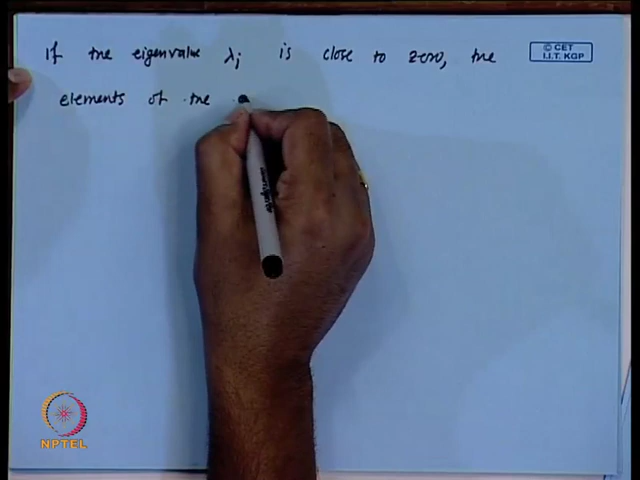 If the eigenvalue λj is close to zero, the
© CET
I.I.T. KGP
elements of the
NPTEL